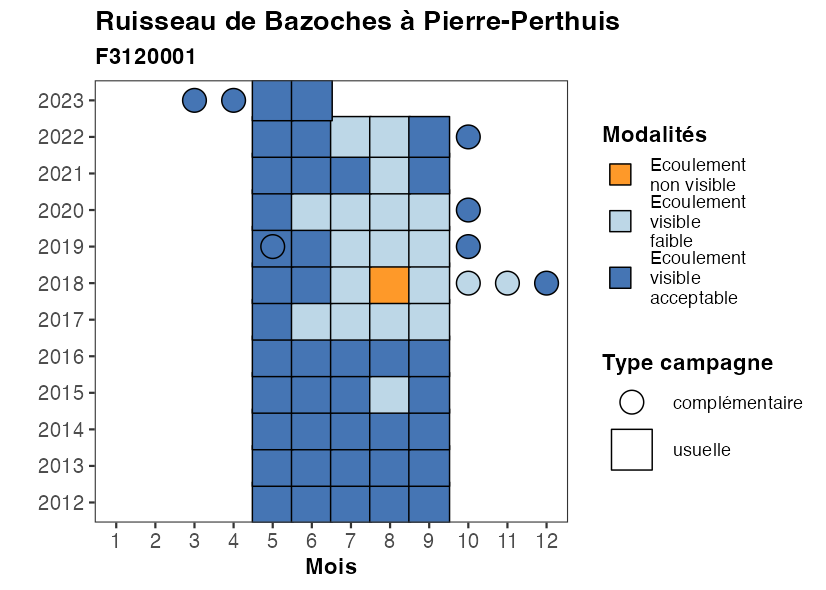 Ruisseau de Bazoches à Pierre-Perthuis
F3120001
2023
2022
2021
2020
2019
2018
2017
2016
2015
2014
2013
2012
1 2 3 4 5 6 7 8 9 10 11 12
Mois
Modalités
Ecoulement
non visible
Ecoulement
visible
faible
Ecoulement
visible
acceptable
Type campagne
complémentaire
usuelle